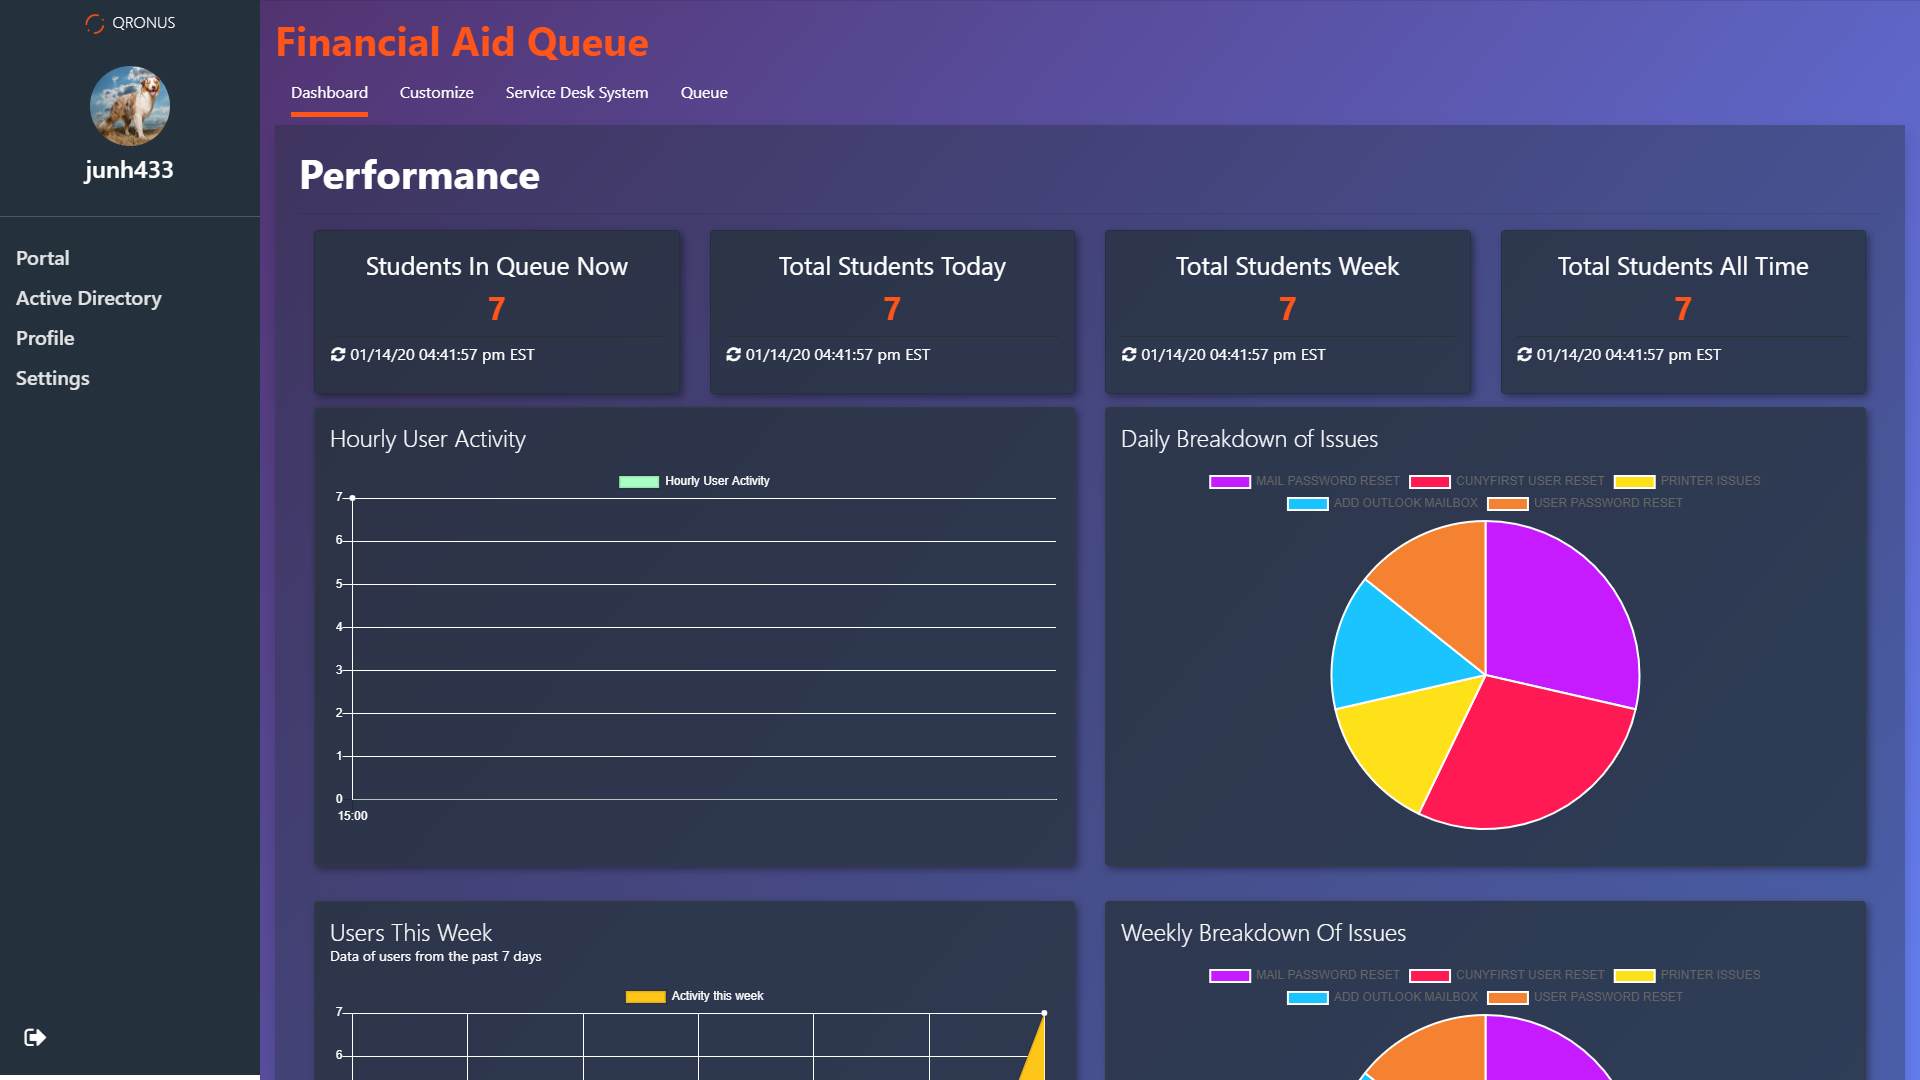 QRONUS
junh433
Portal
Active Directory
Profile
Settings
Financial Aid Queue
Dashboard Customize Service Desk System Queue
Performance
Students In Queue Now
7
01/14/20 04:41:57 pm EST
Total Students Today
7
01/14/20 04:41:57 pm EST
Total Students Week
7
01/14/20 04:41:57 pm EST
Total Students All Time
7
01/14/20 04:41:57 pm EST
Hourly User Activity
Hourly User Activity
7
6
5
4
3
2
1
0
15:00
Daily Breakdown of Issues
MAIL PASSWORD RESET CUNYFIRST USER RESET PRINTER ISSUES
ADD OUTLOOK MAILBOX USER PASSWORD RESET
Users This Week
Data of users from the past 7 days
Activity this week
7
6
Weekly Breakdown Of Issues
MAIL PASSWORD RESET CUNYFIRST USER RESET PRINTER ISSUES
ADD OUTLOOK MAILBOX USER PASSWORD RESET